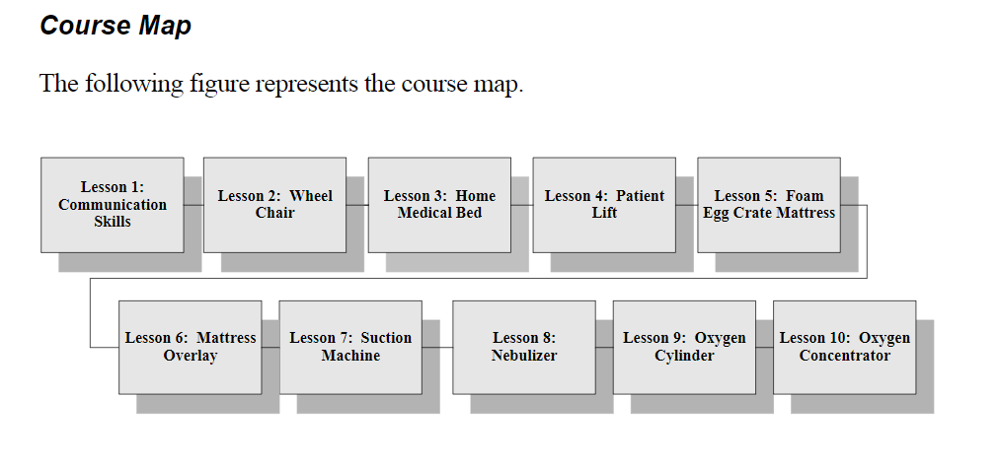 Course Map
The following figure represents the course map.
Lesson 1:
Communication
Skills
Lesson 2:  Wheel
Chair
Lesson 3:  Home
Medical Bed
Lesson 4:  Patient
Lift
Lesson 5:  Foam
Egg Crate Mattress
Lesson 6:  Mattress
Overlay
Lesson 7:  Suction
Machine
Lesson 8:
Nebulizer
Lesson 9:  Oxygen
Cylinder
Lesson 10:  Oxygen
Concentrator